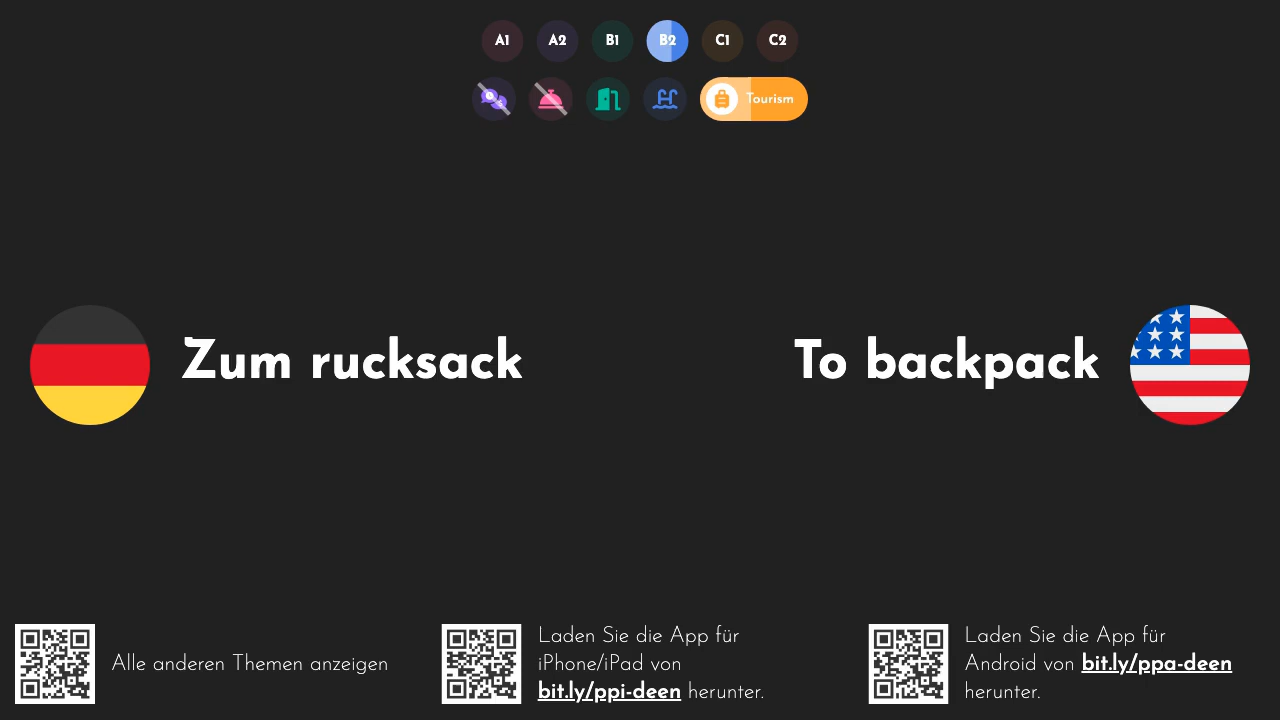 A1 A2 B1 B2 C1 C2
Tourism
Zum rucksack
To backpack
Alle anderen Themen anzeigen
Laden Sie die App für
iPhone/iPad von
bit.ly/ppi-deen herunter.
Laden Sie die App für
Android von bit.ly/ppa-deen
herunter.